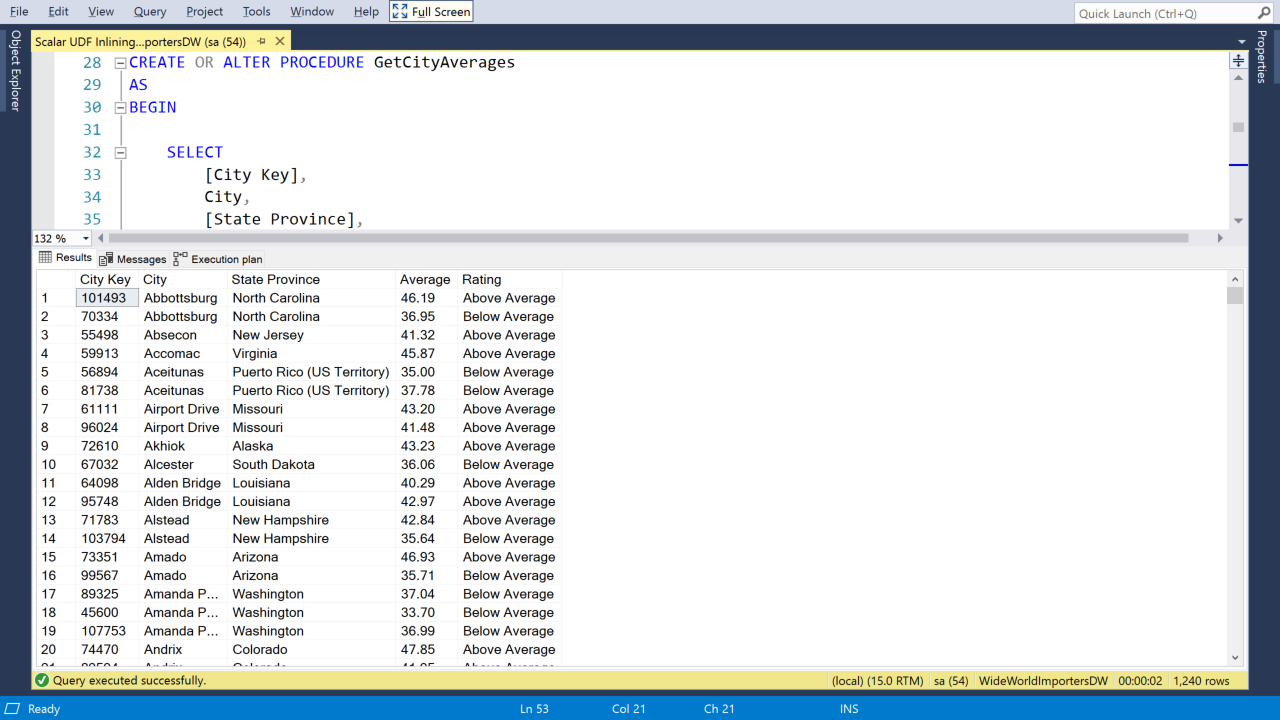 File Edit View Query Project Tools Window Help Full Screen Quick Launch (Ctrl+Q)
Object Explorer
Scalar UDF Inlining...portersDW (sa (54))
Properties
28 CREATE OR ALTER PROCEDURE GetCityAverages
29 AS
30 BEGIN
31
32 SELECT
33 [City Key],
34 City,
35 [State Province],
132 %
Results Messages Execution plan
City Key City State Province Average Rating
1 101493 Abbottsburg North Carolina 46.19 Above Average
2 70334 Abbottsburg North Carolina 36.95 Below Average
3 55498 Absecon New Jersey 41.32 Above Average
4 59913 Accomac Virginia 45.87 Above Average
5 56894 Aceitunas Puerto Rico (US Territory) 35.00 Below Average
6 81738 Aceitunas Puerto Rico (US Territory) 37.78 Below Average
7 61111 Airport Drive Missouri 43.20 Above Average
8 96024 Airport Drive Missouri 41.48 Above Average
9 72610 Akhiok Alaska 43.23 Above Average
10 67032 Alcester South Dakota 36.06 Below Average
11 64098 Alden Bridge Louisiana 40.29 Above Average
12 95748 Alden Bridge Louisiana 42.97 Above Average
13 71783 Alstead New Hampshire 42.84 Above Average
14 103794 Alstead New Hampshire 35.64 Below Average
15 73351 Amado Arizona 46.93 Above Average
16 99567 Amado Arizona 35.71 Below Average
17 89325 Amanda P... Washington 37.04 Below Average
18 45600 Amanda P... Washington 33.70 Below Average
19 107753 Amanda P... Washington 36.99 Below Average
20 74470 Andrix Colorado 47.85 Above Average
Query executed successfully. (local) (15.0 RTM) sa (54) WideWorldImportersDW 00:00:02 1,240 rows
Ready Ln 53 Col 21 Ch 21 INS